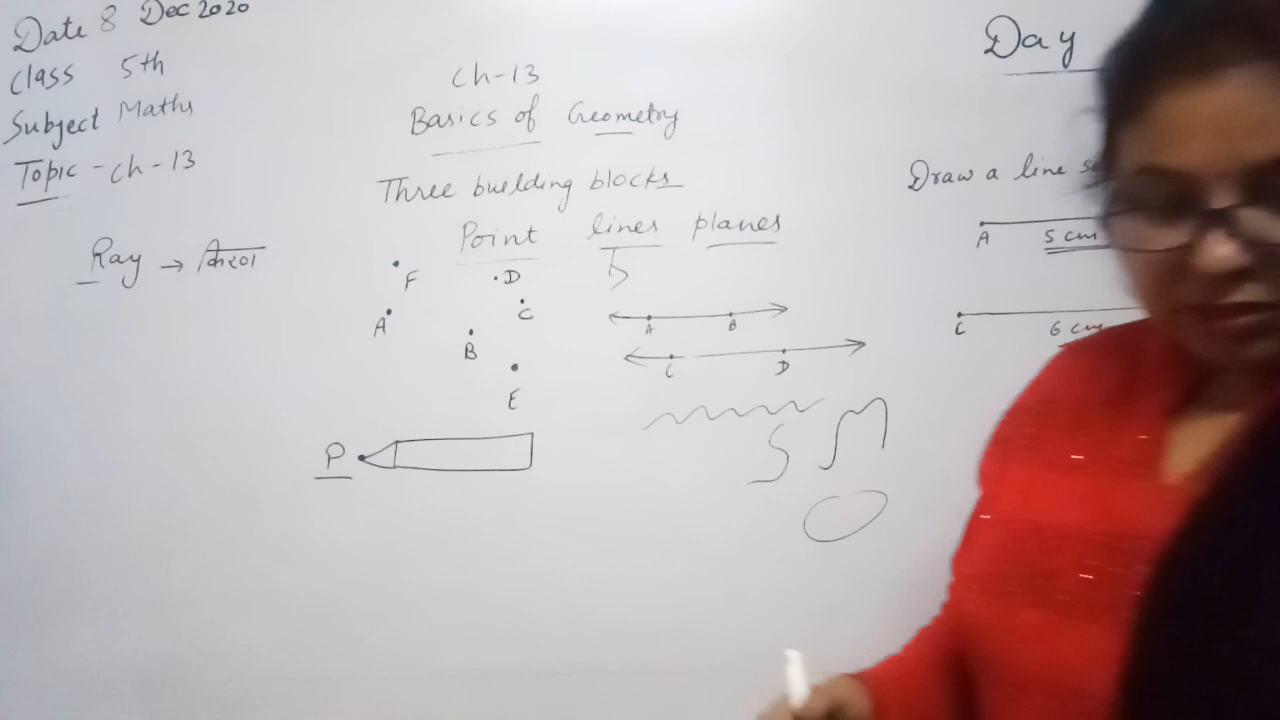 Date 8 Dec 2020
Class 5th
Subject Maths
Topic - Ch - 13
Ray → किरण
Ch-13
Basics of Geometry
Three building blocks
Point lines planes
F
D
A
C
B
E
P
A B
C D
S
Day
Draw a line
A 5 cm
C 6 cm